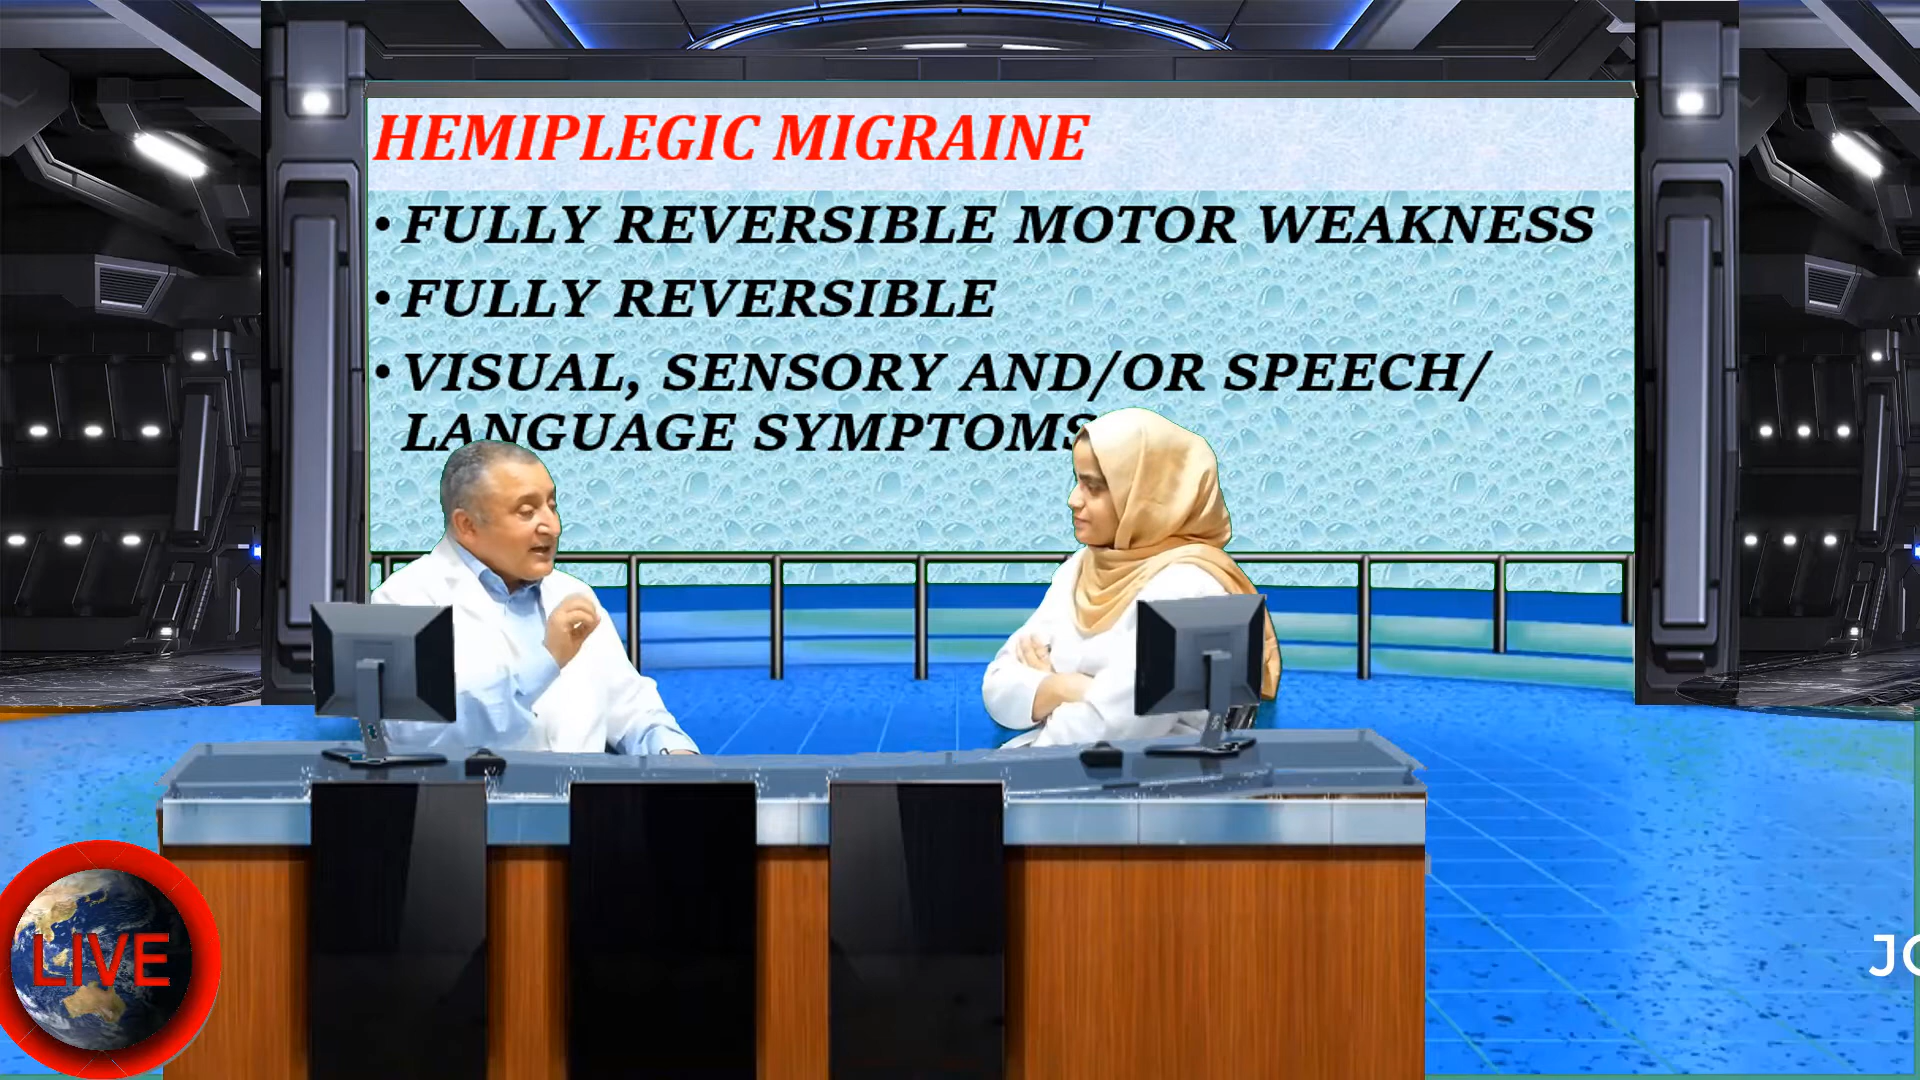 HEMIPLEGIC MIGRAINE
• FULLY REVERSIBLE MOTOR WEAKNESS
• FULLY REVERSIBLE
• VISUAL, SENSORY AND/OR SPEECH/
LANGUAGE SYMPTOMS
LIVE